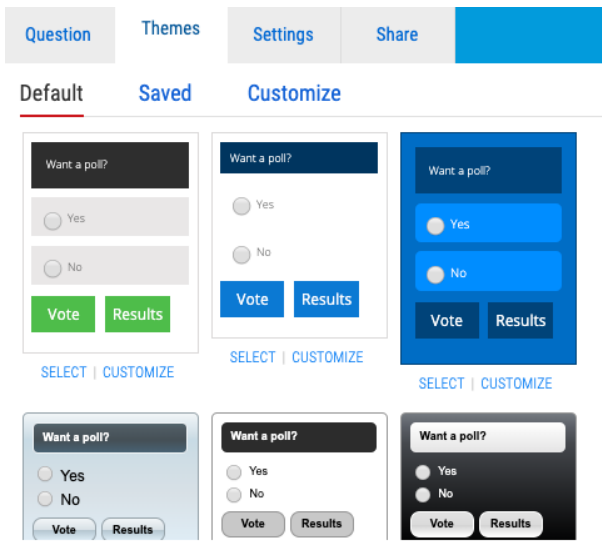 Question Themes Settings Share
Default Saved Customize
Want a poll?
Yes
No
Vote Results
SELECT | CUSTOMIZE
Want a poll?
Yes
No
Vote Results
SELECT | CUSTOMIZE
Want a poll?
Yes
No
Vote Results
SELECT | CUSTOMIZE
Want a poll?
Yes
No
Vote Results
Want a poll?
Yes
No
Vote Results
Want a poll?
Yes
No
Vote Results